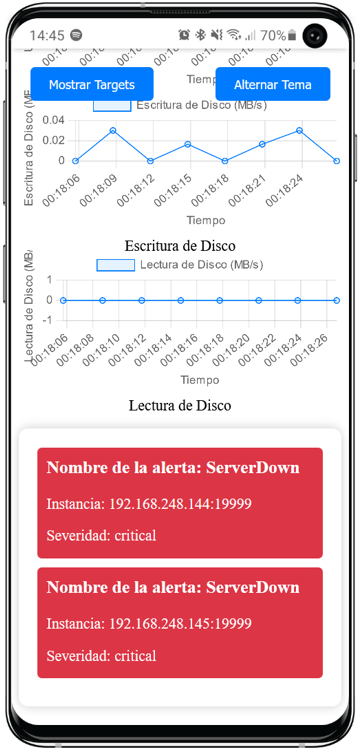 14:45 70%
00:18:
Tiempo
Mostrar Targets Alternar Tema
Escritura de Disco (MB/s)
Escritura de Disco (MB
0.04
0.02
0
00:18:06 00:18:09 00:18:12 00:18:15 00:18:18 00:18:21 00:18:24
Tiempo
Escritura de Disco
Lectura de Disco (MB/s)
Lectura de Disco (MB/
1
0
-1
00:18:06 00:18:08 00:18:10 00:18:12 00:18:14 00:18:16 00:18:18 00:18:20 00:18:22 00:18:24 00:18:26
Tiempo
Lectura de Disco
Nombre de la alerta: ServerDown
Instancia: 192.168.248.144:19999
Severidad: critical
Nombre de la alerta: ServerDown
Instancia: 192.168.248.145:19999
Severidad: critical